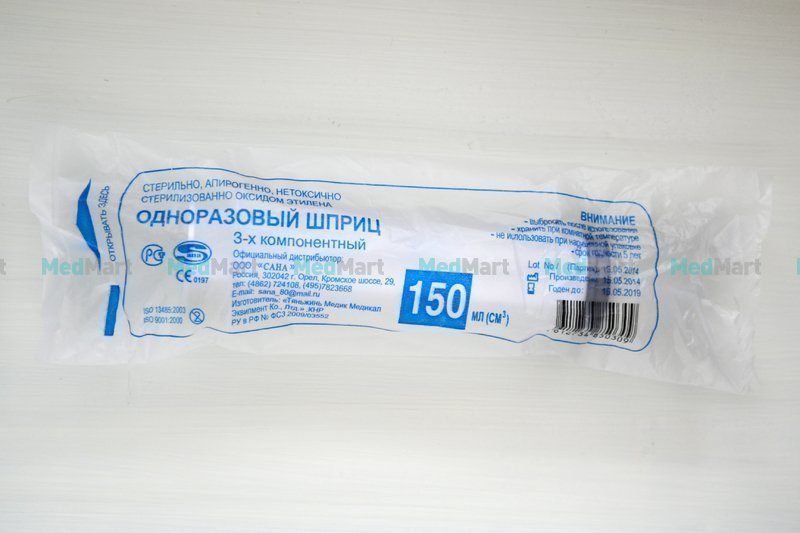 СТЕРИЛЬНО, АПИРОГЕННО, НЕТОКСИЧНО
СТЕРИЛИЗОВАННО ОКСИДОМ ЭТИЛЕНА
ОДНОРАЗОВЫЙ ШПРИЦ
3-х компонентный
ОТКРЫВАТЬ ЗДЕСЬ
Официальный дистрибьютор:
ООО "САНА"
Россия, 302042 г. Орел, Кромское шоссе, 29,
тел: (4862) 724108, (495)7823668
E-mail: sana_80@mail.ru
Изготовитель: «Тяньжинь Медик Медикал
Эквипмент Ко., Лтд.» КНР
РУ в РФ № ФСЗ 2009/03552
CE 0197
ISO 13485:2003
ISO 9001:2000
150
МЛ (СМ³)
ВНИМАНИЕ
- выбросить после использования
- хранить при комнатной температуре
- не использовать при нарушенной упаковке
• Срок годности 5 лет
Lot No
15.05.2014
Годен до: 15.05.2019
MedMart MedMart MedMart MedMart MedMart